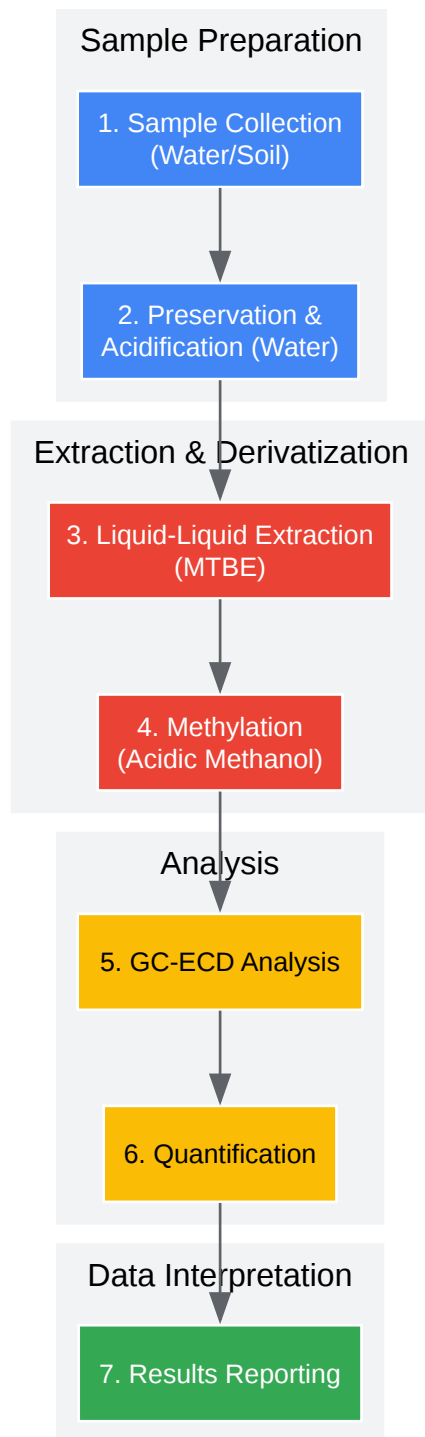 Sample Preparation
1. Sample Collection
(Water/Soil)
2. Preservation &
Acidification (Water)
Extraction & Derivatization
3. Liquid-Liquid Extraction
(MTBE)
4. Methylation
(Acidic Methanol)
Analysis
5. GC-ECD Analysis
6. Quantification
Data Interpretation
7. Results Reporting